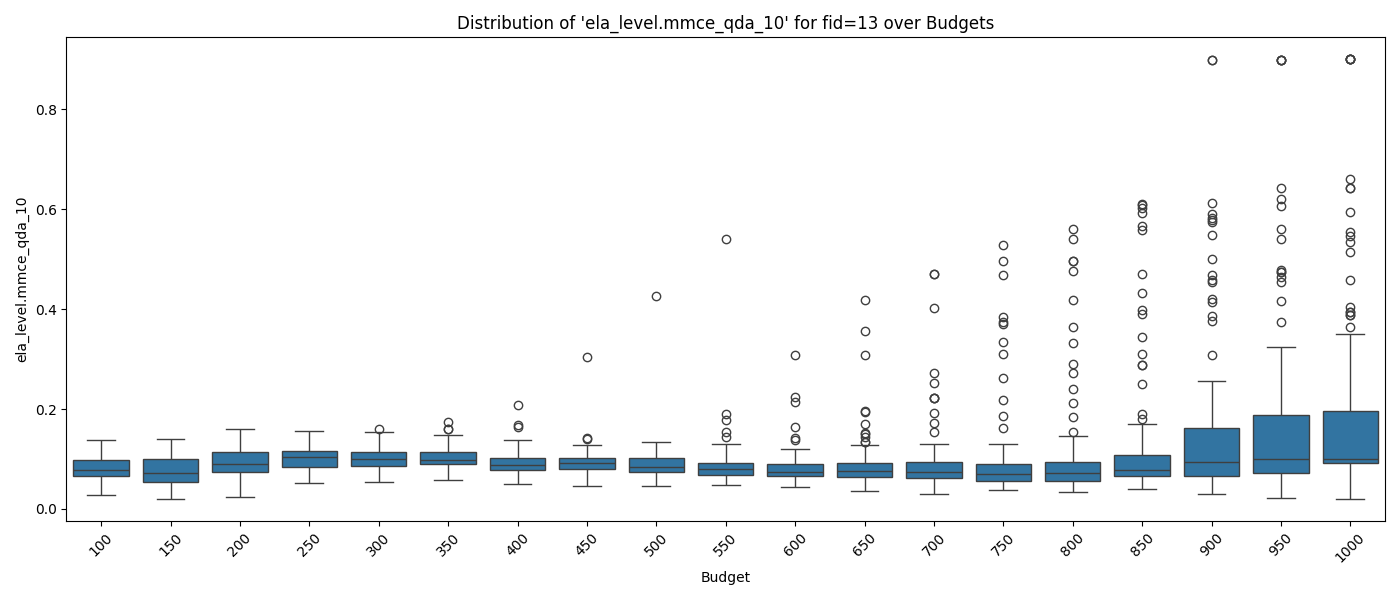 Distribution of 'ela_level.mmce_qda_10' for fid=13 over Budgets
ela_level.mmce_qda_10
0.8
0.6
0.4
0.2
0.0
100 150 200 250 300 350 400 450 500 550 600 650 700 750 800 850 900 950 1000
Budget